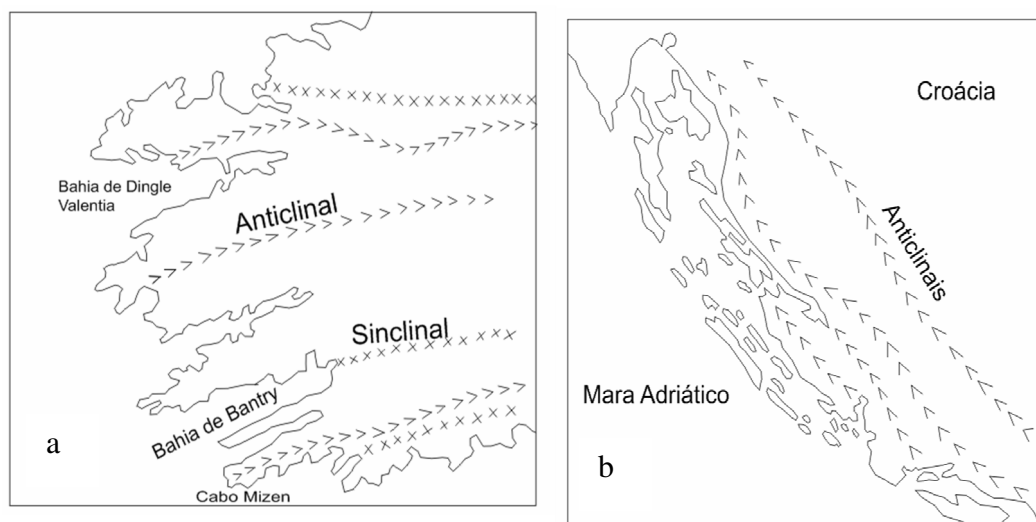 Bahia de Dingle
Valentia
Anticlinal
Sinclinal
Bahia de Bantry
a
Cabo Mizen
Croácia
Anticlinais
Mara Adriático
b